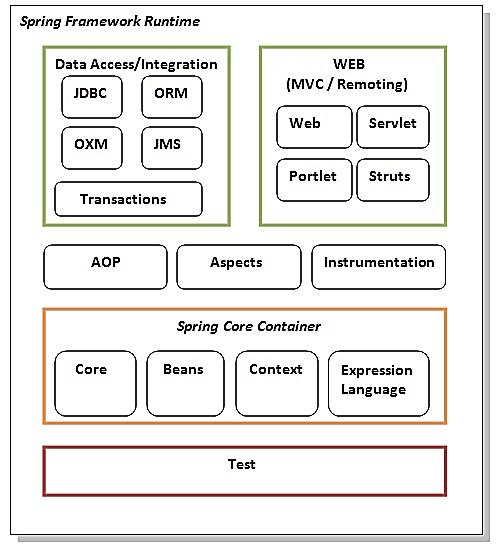 Spring Framework Runtime
Data Access/Integration
JDBC
ORM
OXM
JMS
Transactions
WEB
(MVC / Remoting)
Web
Servlet
Portlet
Struts
AOP
Aspects
Instrumentation
Spring Core Container
Core
Beans
Context
Expression
Language
Test